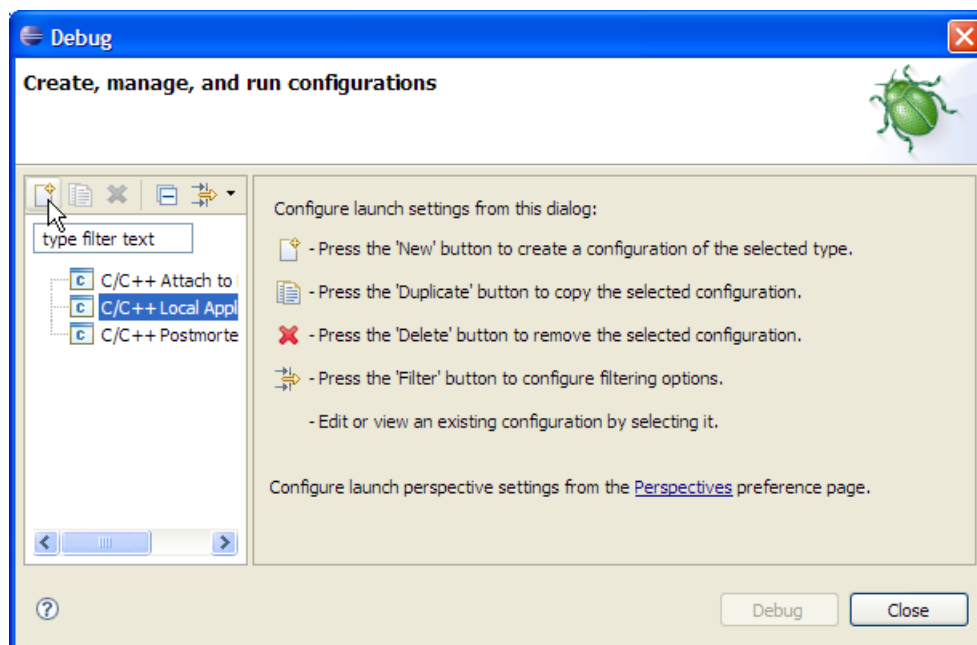 Debug
Create, manage, and run configurations
type filter text
C/C++ Attach to
C/C++ Local Appl
C/C++ Postmorte
Configure launch settings from this dialog:
- Press the 'New' button to create a configuration of the selected type.
- Press the 'Duplicate' button to copy the selected configuration.
- Press the 'Delete' button to remove the selected configuration.
- Press the 'Filter' button to configure filtering options.
- Edit or view an existing configuration by selecting it.
Configure launch perspective settings from the Perspectives preference page.
Debug
Close